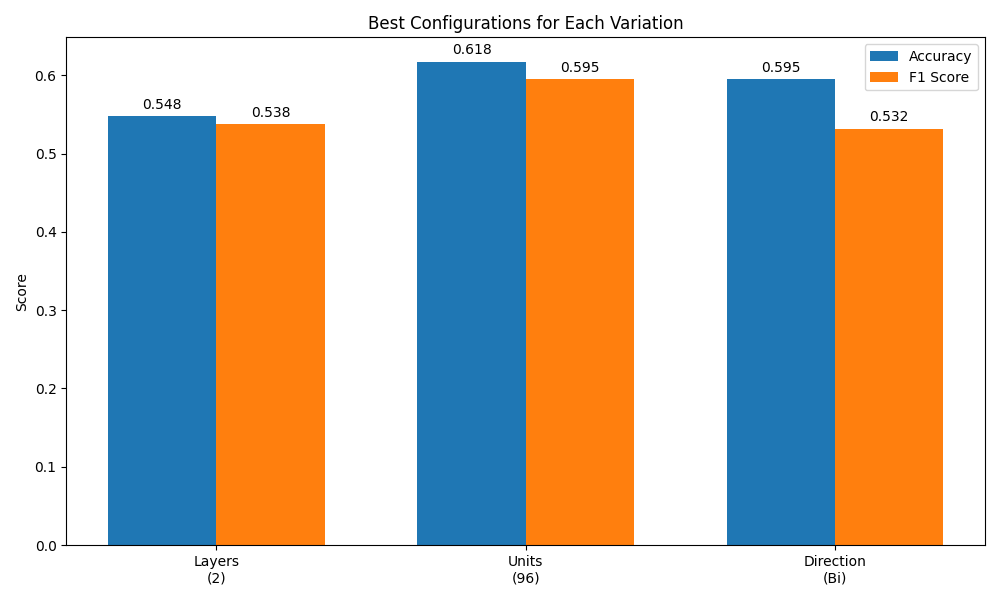 Best Configurations for Each Variation
Accuracy
F1 Score
0.548
0.538
0.618
0.595
0.595
0.532
Score
0.6
0.5
0.4
0.3
0.2
0.1
0.0
Layers
(2)
Units
(96)
Direction
(Bi)